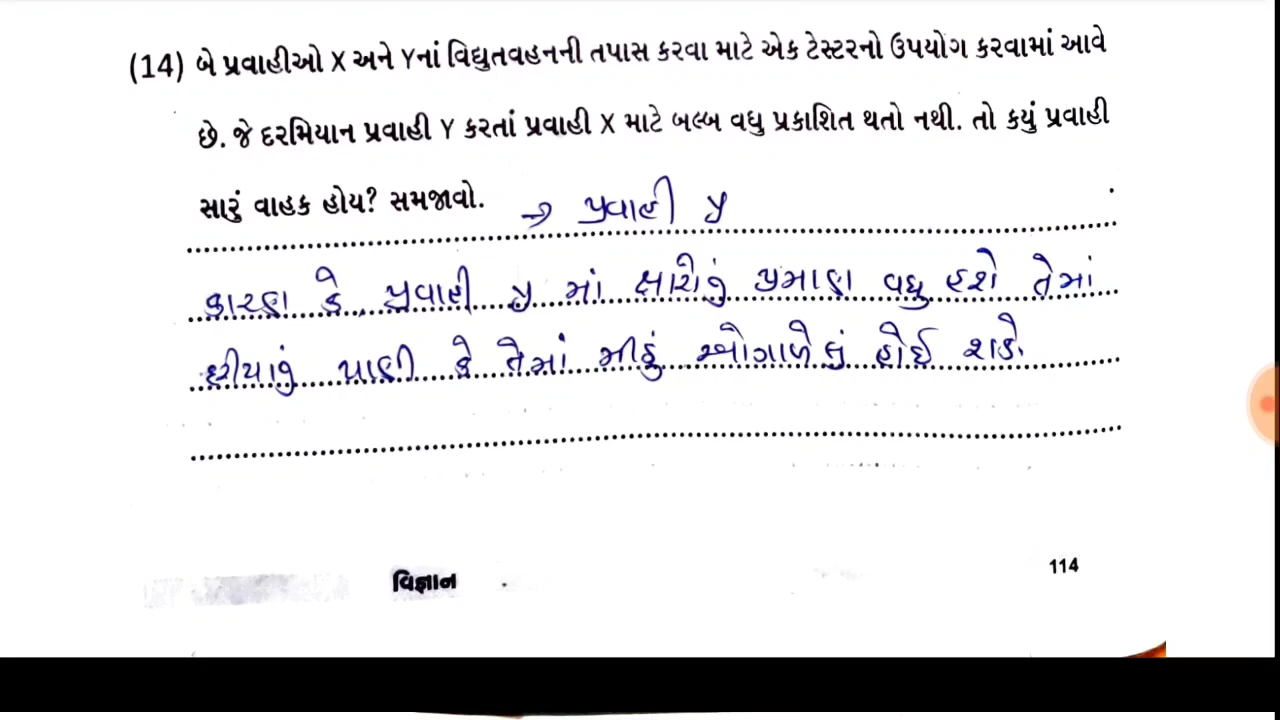 (14) બે પ્રવાહીઓ X અને Yનાં વિદ્યુતવહનની તપાસ કરવા માટે એક ટેસ્ટરનો ઉપયોગ કરવામાં આવે
છે. જે દરમિયાન પ્રવાહી Y કરતાં પ્રવાહી X માટે બલ્બ વધુ પ્રકાશિત થતો નથી. તો કયું પ્રવાહી
સારું વાહક હોય? સમજાવો. → પ્રવાહી y
કારણ કે, પ્રવાહી y માં ક્ષારોનું પ્રમાણ વધુ હશે તેમાં
દરીયાનું પાણી કે તેમાં મીઠું ઓગાળેલું હોઈ શકે.
વિજ્ઞાન
114